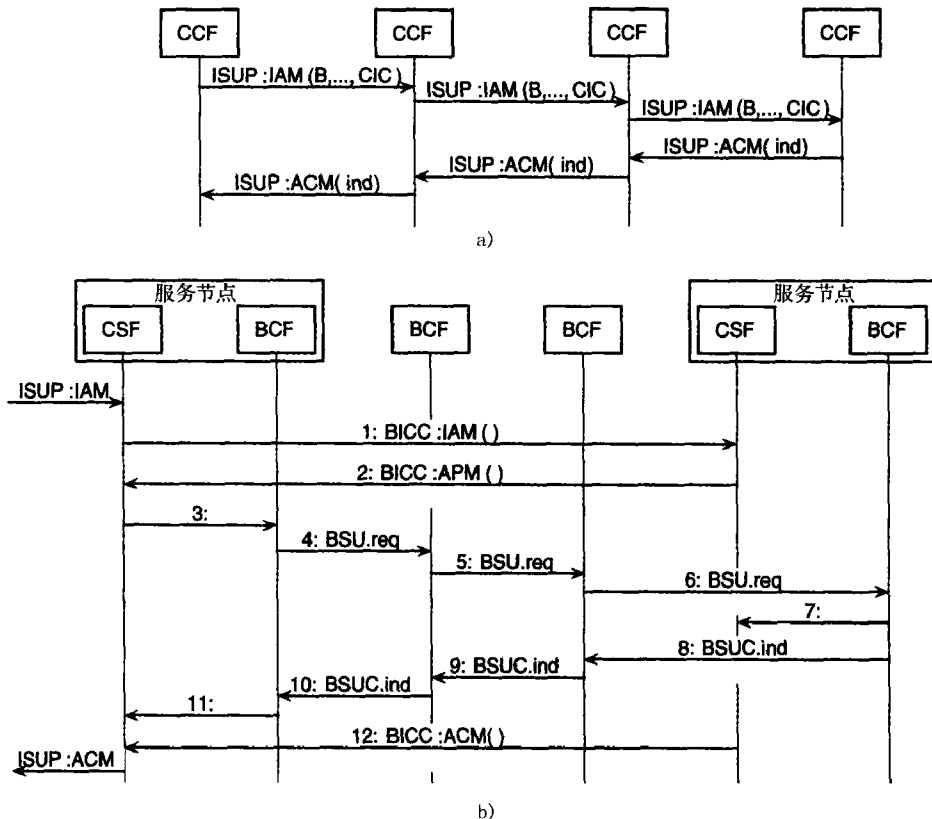 CCF CCF CCF CCF
ISUP :IAM (B,..., CIC)
ISUP :IAM (B,..., CIC)
ISUP :IAM (B,..., CIC)
ISUP :ACM( ind)
ISUP :ACM( ind)
ISUP :ACM( ind)
a)
服务节点 服务节点
CSF BCF BCF BCF CSF BCF
ISUP :IAM
1: BICC :IAM ( )
2: BICC :APM ( )
3:
4: BSU.req
5: BSU.req
6: BSU.req
7:
8: BSUC.ind
9: BSUC.ind
10: BSUC.ind
11:
12: BICC :ACM( )
ISUP :ACM
b)